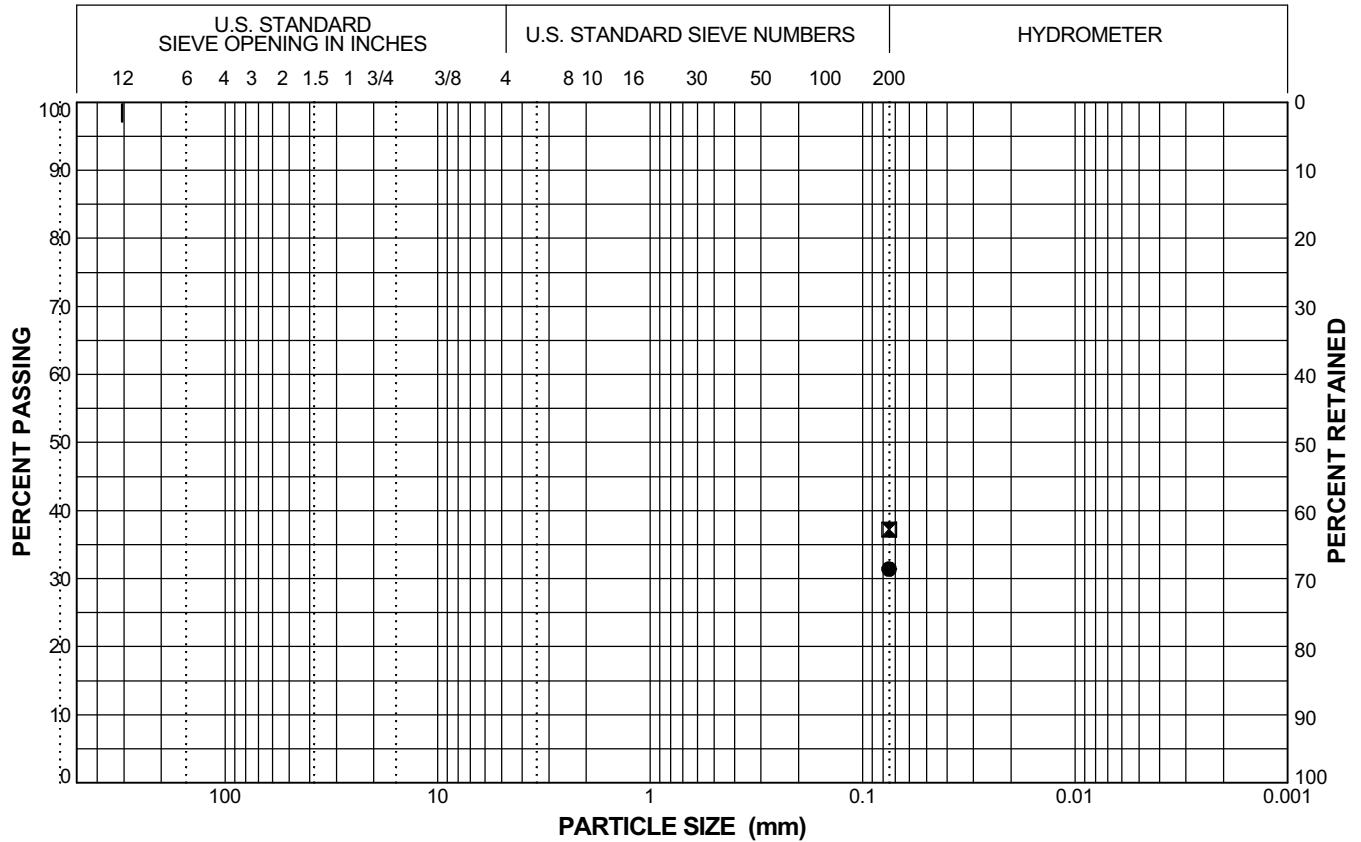 U.S. STANDARD
SIEVE OPENING IN INCHES
U.S. STANDARD SIEVE NUMBERS
HYDROMETER
12 6 4 3 2 1.5 1 3/4 3/8 4 8 10 16 30 50 100 200
100
90
80
70
60
50
40
30
20
10
0
PERCENT PASSING
0
10
20
30
40
50
60
70
80
90
100
PERCENT RETAINED
100 10 1 0.1 0.01 0.001
PARTICLE SIZE (mm)